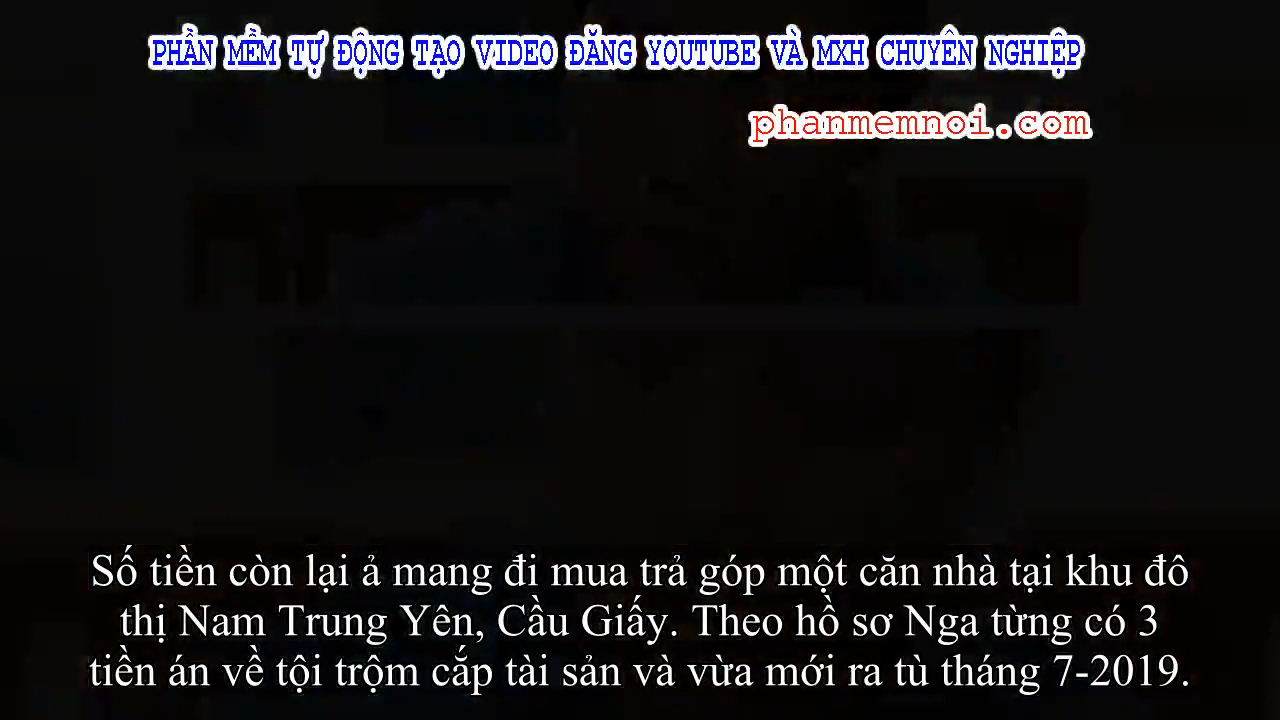 PHẦN MỀM TỰ ĐỘNG TẠO VIDEO ĐĂNG YOUTUBE VÀ MXH CHUYÊN NGHIỆP
phanmemnoi.com
Số tiền còn lại ả mang đi mua trả góp một căn nhà tại khu đô
thị Nam Trung Yên, Cầu Giấy. Theo hồ sơ Nga từng có 3
tiền án về tội trộm cắp tài sản và vừa mới ra tù tháng 7-2019.